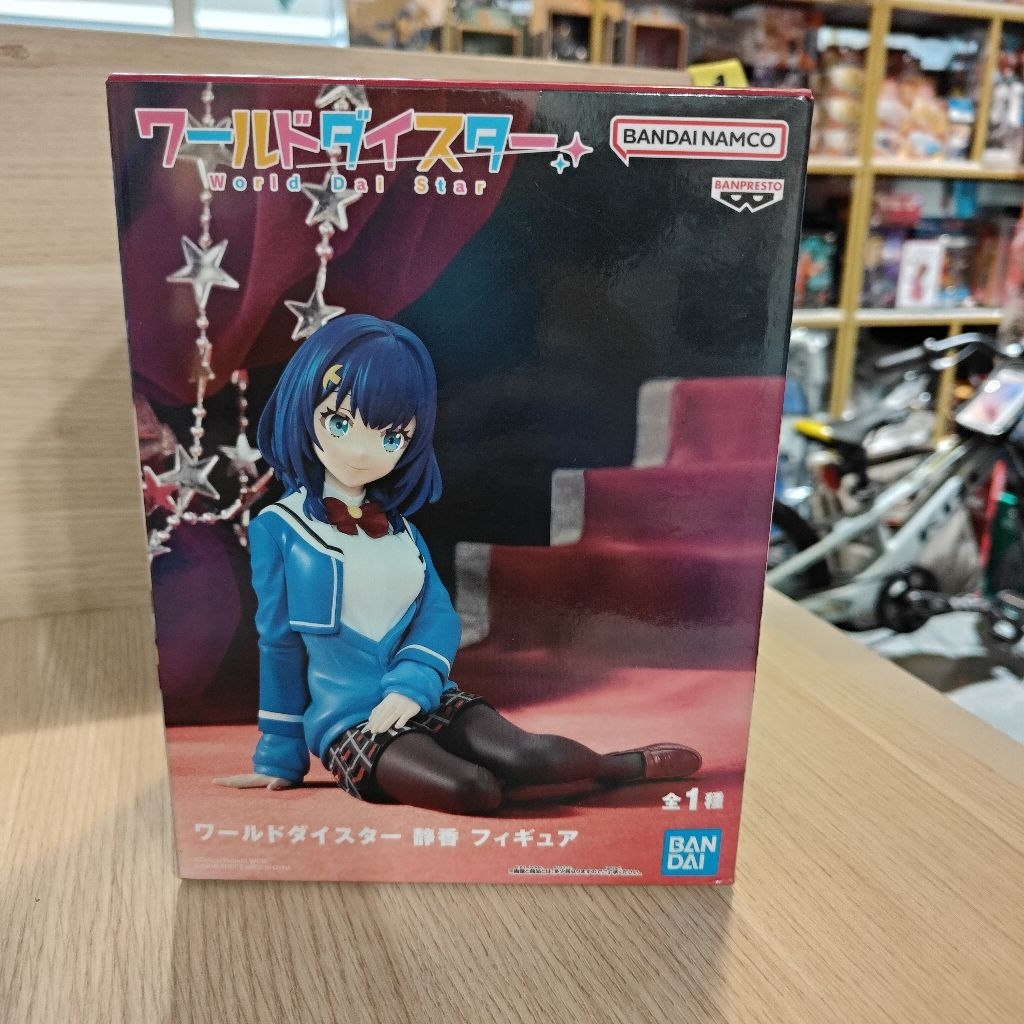 ワールドダイスター
World Dai Star
BANDAI NAMCO
BANPRESTO
全1種
ワールドダイスター 静香 フィギュア
BAN
DAI